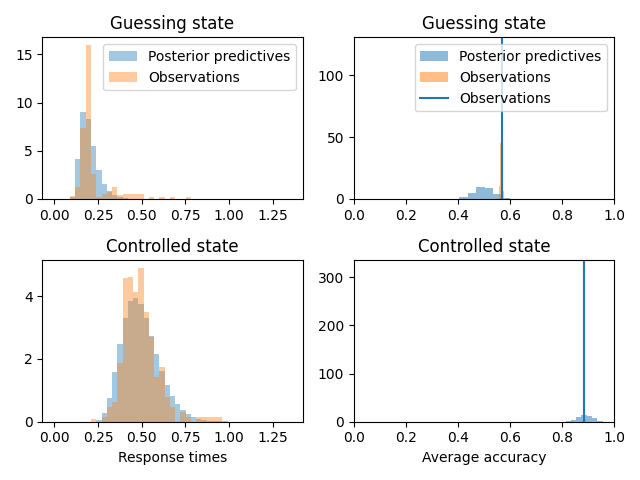 Guessing state
Posterior predictives
Observations
15
10
5
0
0.00 0.25 0.50 0.75 1.00 1.25
Guessing state
Posterior predictives
Observations
Observations
100
50
0
0.0 0.2 0.4 0.6 0.8 1.0
Controlled state
4
2
0
0.00 0.25 0.50 0.75 1.00 1.25
Response times
Controlled state
300
200
100
0
0.0 0.2 0.4 0.6 0.8 1.0
Average accuracy